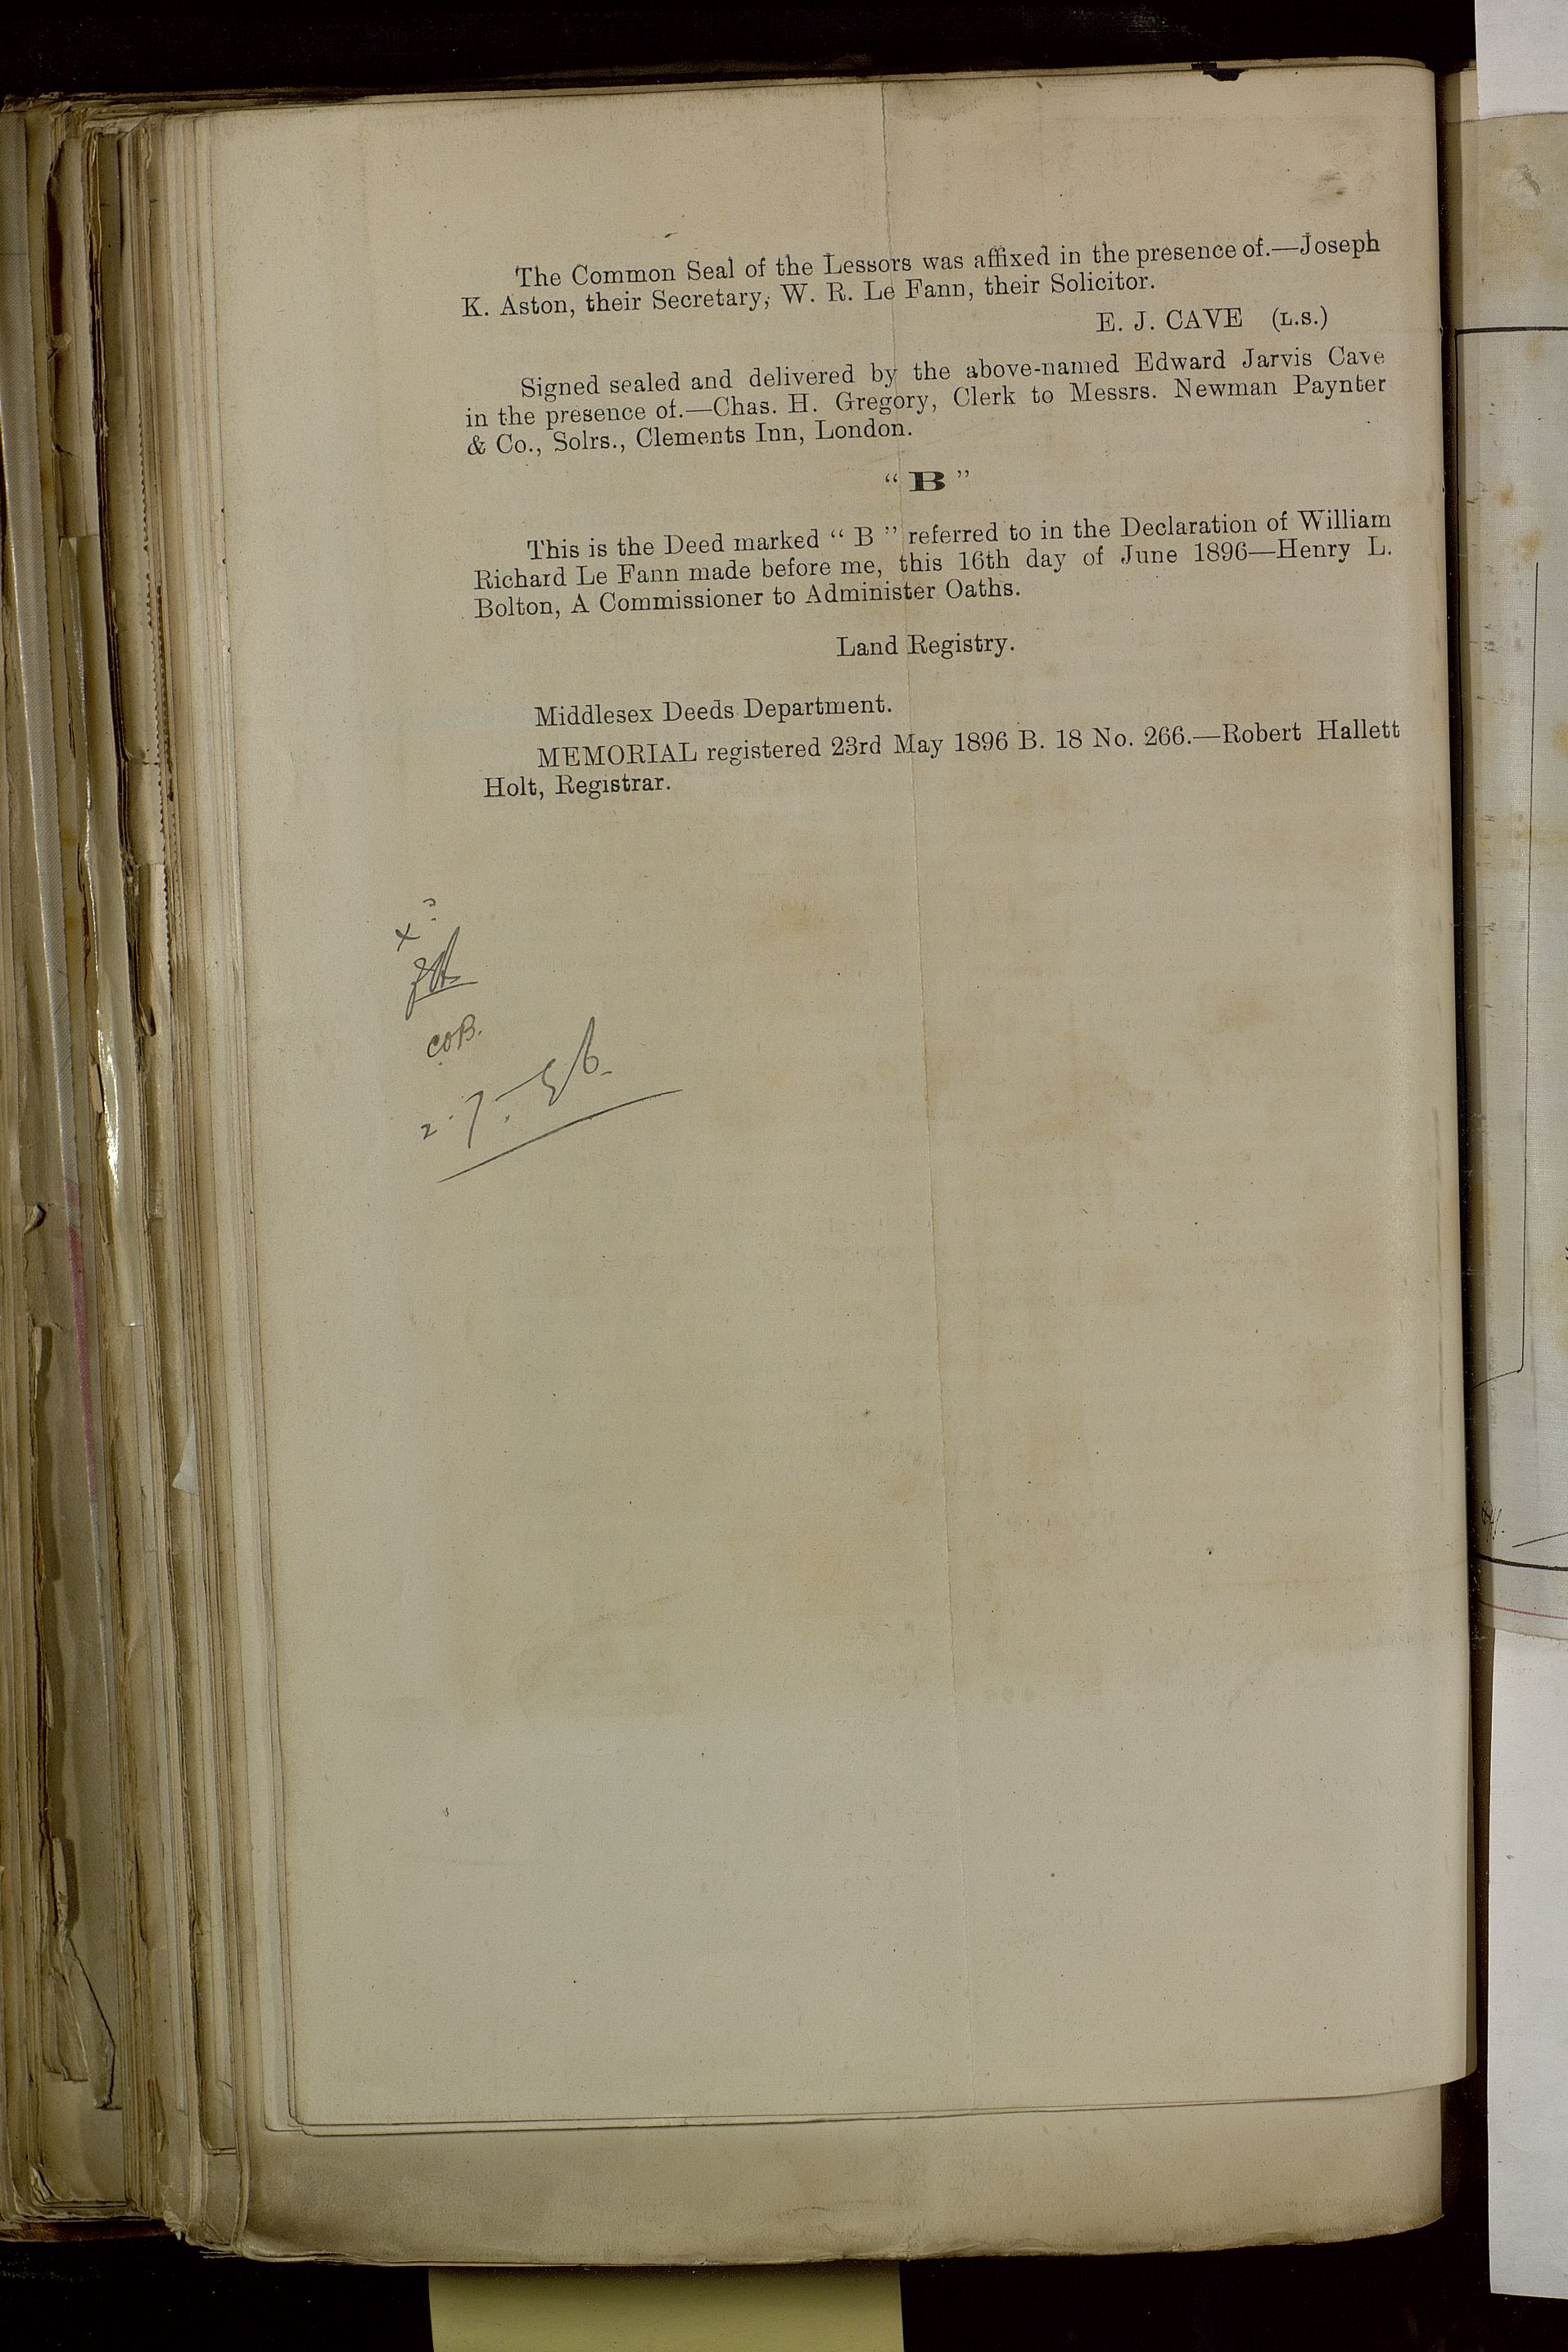 The Common Seal of the Lessors was affixed in the presence of.—Joseph
K. Aston, their Secretary, W. R. Le Fann, their Solicitor.
E. J. CAVE (L.S.)
Signed sealed and delivered by the above-named Edward Jarvis Cave
in the presence of.—Chas. H. Gregory, Clerk to Messrs. Newman Paynter
& Co., Solrs., Clements Inn, London.
“ B ”
This is the Deed marked “ B ” referred to in the Declaration of William
Richard Le Fann made before me, this 16th day of June 1896—Henry L.
Bolton, A Commissioner to Administer Oaths.
Land Registry.
Middlesex Deeds Department.
MEMORIAL registered 23rd May 1896 B. 18 No. 266.—Robert Hallett
Holt, Registrar.
x
COB.